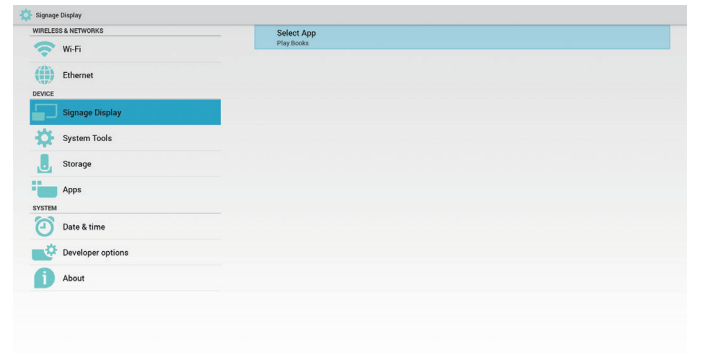 Signage Display
WIRELESS & NETWORKS
Wi-Fi
Ethernet
DEVICE
Signage Display
System Tools
Storage
Apps
SYSTEM
Date & time
Developer options
About
Select App
Play Books